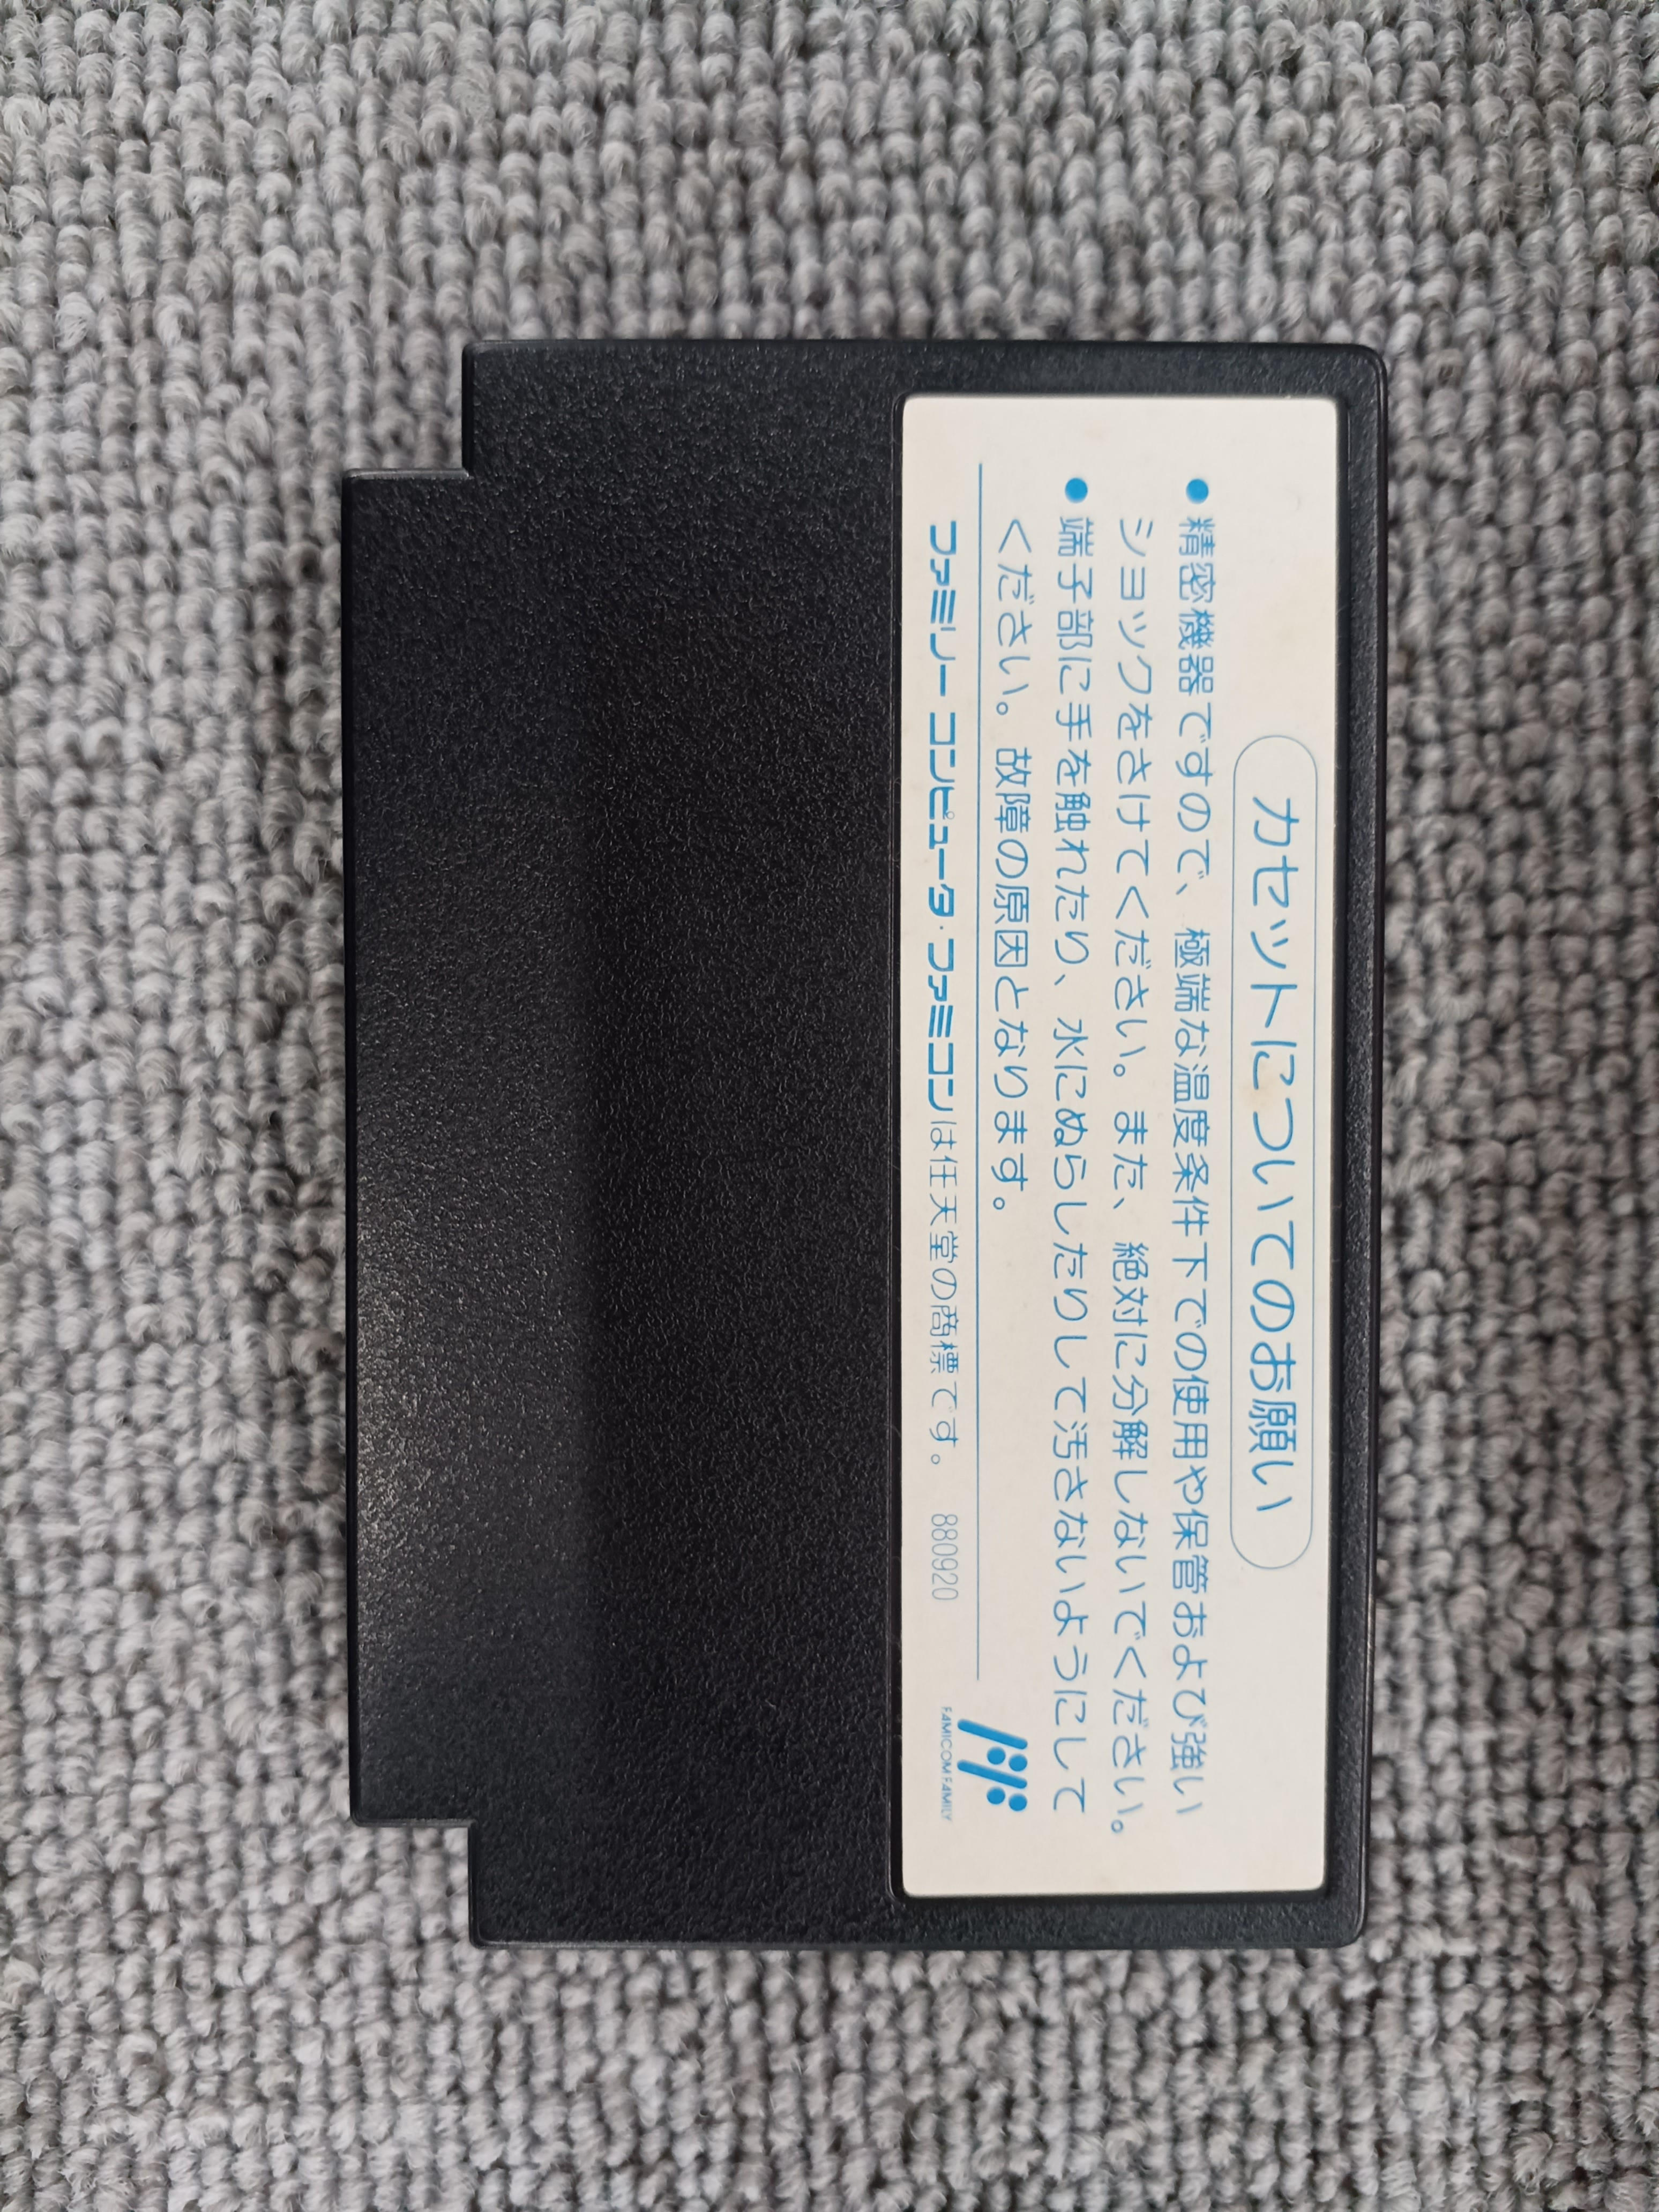 カセットについてのお願い
●精密機器ですので、極端な温度条件下での使用や保管および強い
ショックをさけてください。また、絶対に分解しないでください。
●端子部に手を触れたり、水にぬらしたりして汚さないようにして
ください。故障の原因となります。
ファミリーコンピュータ・ファミコンは任天堂の商標です。 880920
FAMICOM FAMILY